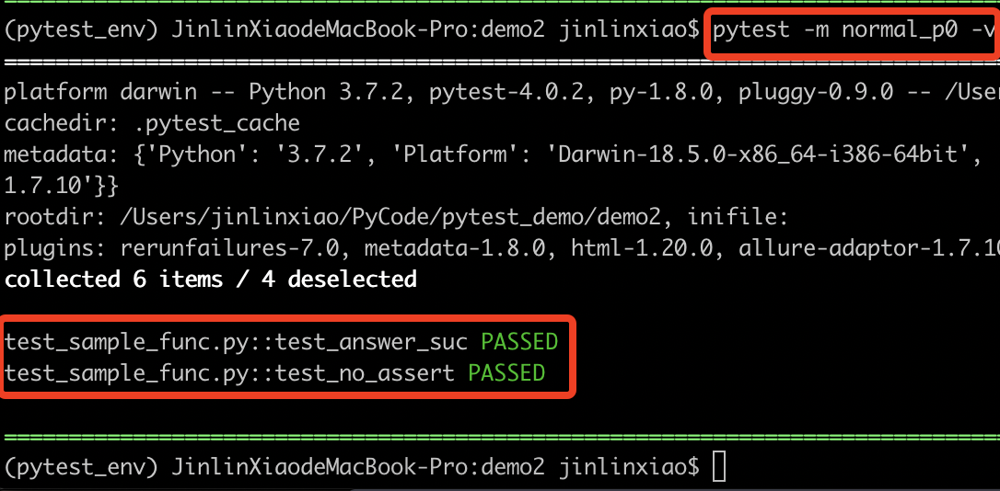 (pytest_env) JinlinXiaodeMacBook-Pro:demo2 jinlinxiao$ pytest -m normal_p0 -v
platform darwin -- Python 3.7.2, pytest-4.0.2, py-1.8.0, pluggy-0.9.0 -- /User
cachedir: .pytest_cache
metadata: {'Python': '3.7.2', 'Platform': 'Darwin-18.5.0-x86_64-i386-64bit',
1.7.10'}}
rootdir: /Users/jinlinxiao/PyCode/pytest_demo/demo2, inifile:
plugins: rerunfailures-7.0, metadata-1.8.0, html-1.20.0, allure-adaptor-1.7.10
collected 6 items / 4 deselected
test_sample_func.py::test_answer_suc PASSED
test_sample_func.py::test_no_assert PASSED
(pytest_env) JinlinXiaodeMacBook-Pro:demo2 jinlinxiao$